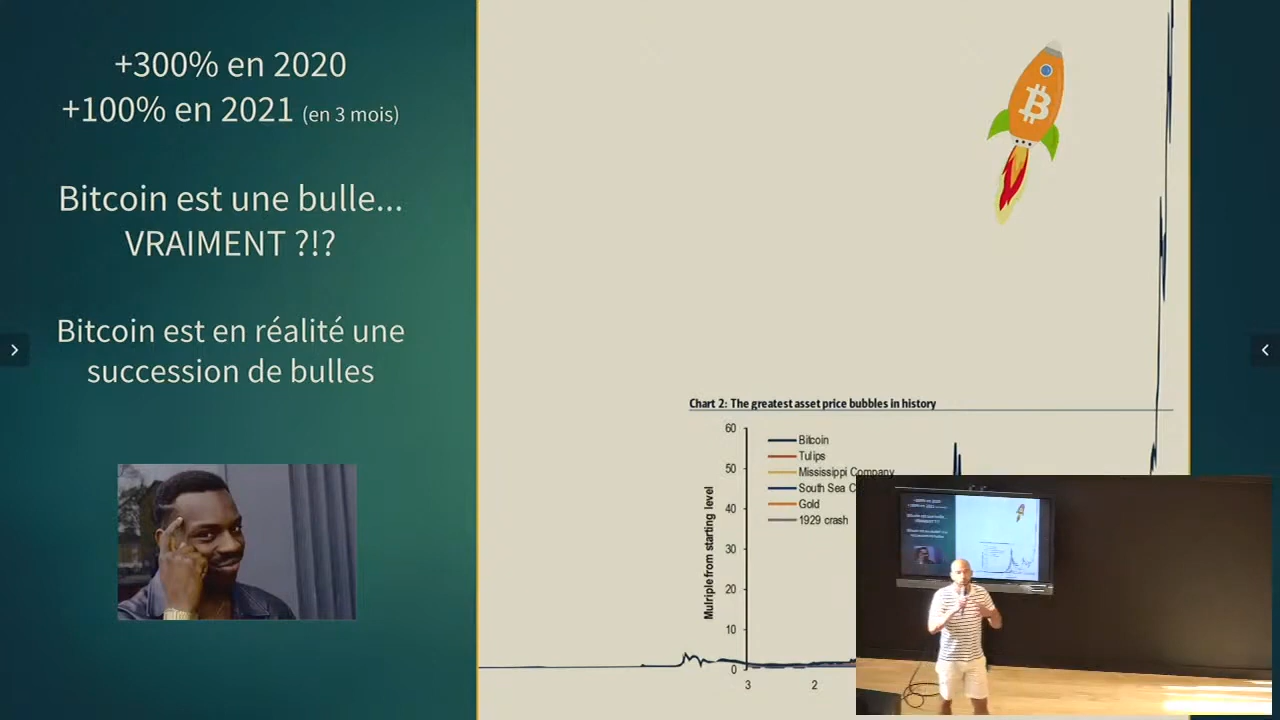 +300% en 2020
+100% en 2021 (en 3 mois)
Bitcoin est une bulle...
VRAIMENT ?!?
Bitcoin est en réalité une
succession de bulles
Chart 2: The greatest asset price bubbles in history
60
50
40
30
20
10
0
Mulriple from starting level
Bitcoin
Tulips
Mississippi Company
South Sea C
Gold
1929 crash
3
2